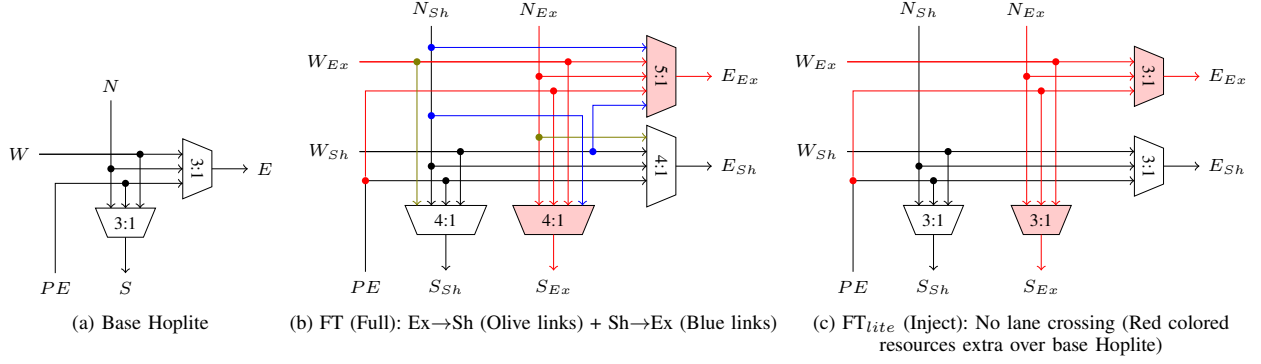 N
W
3:1
E
3:1
PE
S
(a) Base Hoplite
N_Sh
N_Ex
W_Ex
5:1
E_Ex
W_Sh
4:1
E_Sh
4:1
4:1
PE
S_Sh
S_Ex
(b) FT (Full): Ex→Sh (Olive links) + Sh→Ex (Blue links)
N_Sh
N_Ex
W_Ex
3:1
E_Ex
W_Sh
3:1
E_Sh
3:1
3:1
PE
S_Sh
S_Ex
(c) FT_lite (Inject): No lane crossing (Red colored
resources extra over base Hoplite)